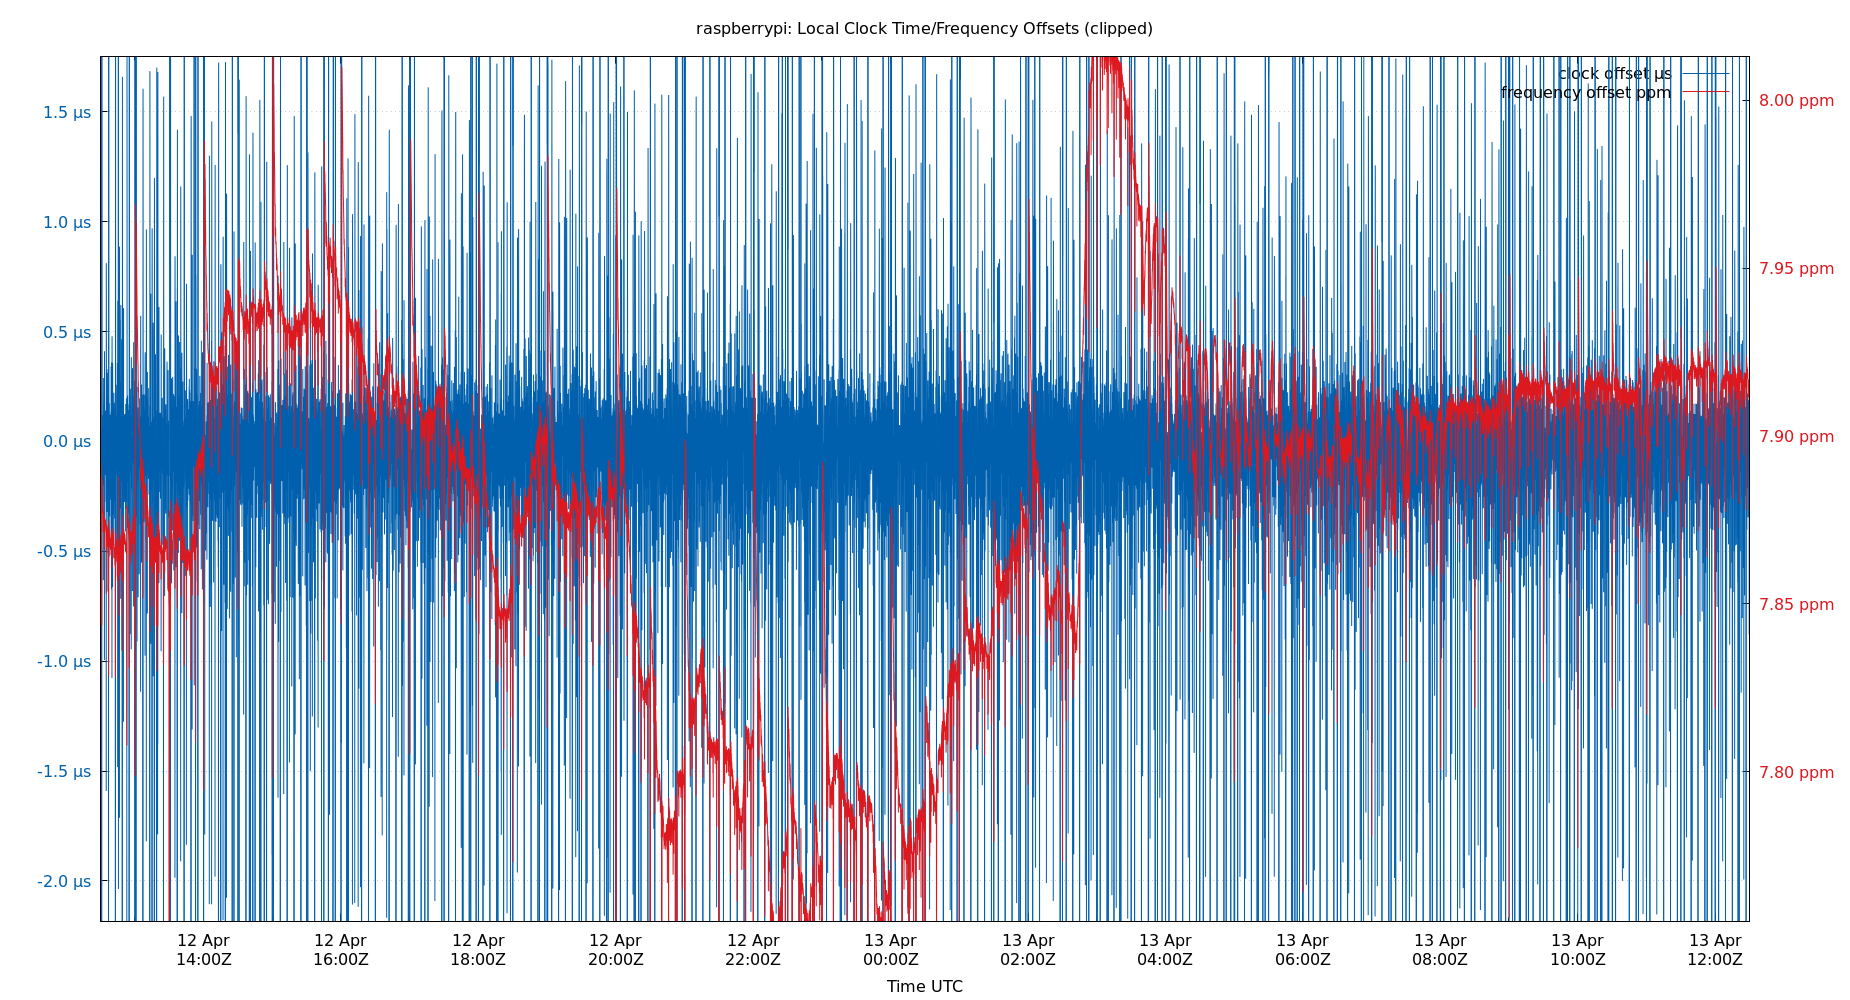 raspberrypi: Local Clock Time/Frequency Offsets (clipped)
clock offset µs
frequency offset ppm
1.5 µs
1.0 µs
0.5 µs
0.0 µs
-0.5 µs
-1.0 µs
-1.5 µs
-2.0 µs
8.00 ppm
7.95 ppm
7.90 ppm
7.85 ppm
7.80 ppm
12 Apr
14:00Z
12 Apr
16:00Z
12 Apr
18:00Z
12 Apr
20:00Z
12 Apr
22:00Z
13 Apr
00:00Z
13 Apr
02:00Z
13 Apr
04:00Z
13 Apr
06:00Z
13 Apr
08:00Z
13 Apr
10:00Z
13 Apr
12:00Z
Time UTC